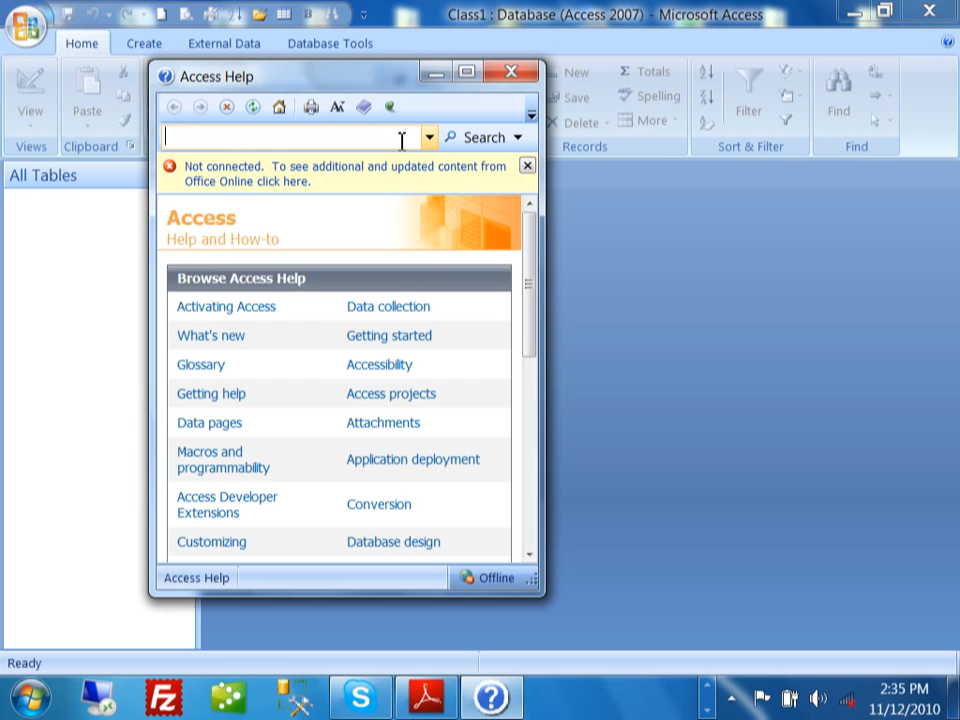 Class1 : Database (Access 2007) - Microsoft Access
Home Create External Data Database Tools
View
Paste
Views
Clipboard
New
Save
Delete
Totals
Spelling
More
Records
Filter
Sort & Filter
Find
Find
All Tables
Access Help
Search
Not connected. To see additional and updated content from
Office Online click here.
Access
Help and How-to
Browse Access Help
Activating Access Data collection
What's new Getting started
Glossary Accessibility
Getting help Access projects
Data pages Attachments
Macros and
programmability
Application deployment
Access Developer
Extensions
Conversion
Customizing Database design
Access Help Offline
Ready
2:35 PM
11/12/2010